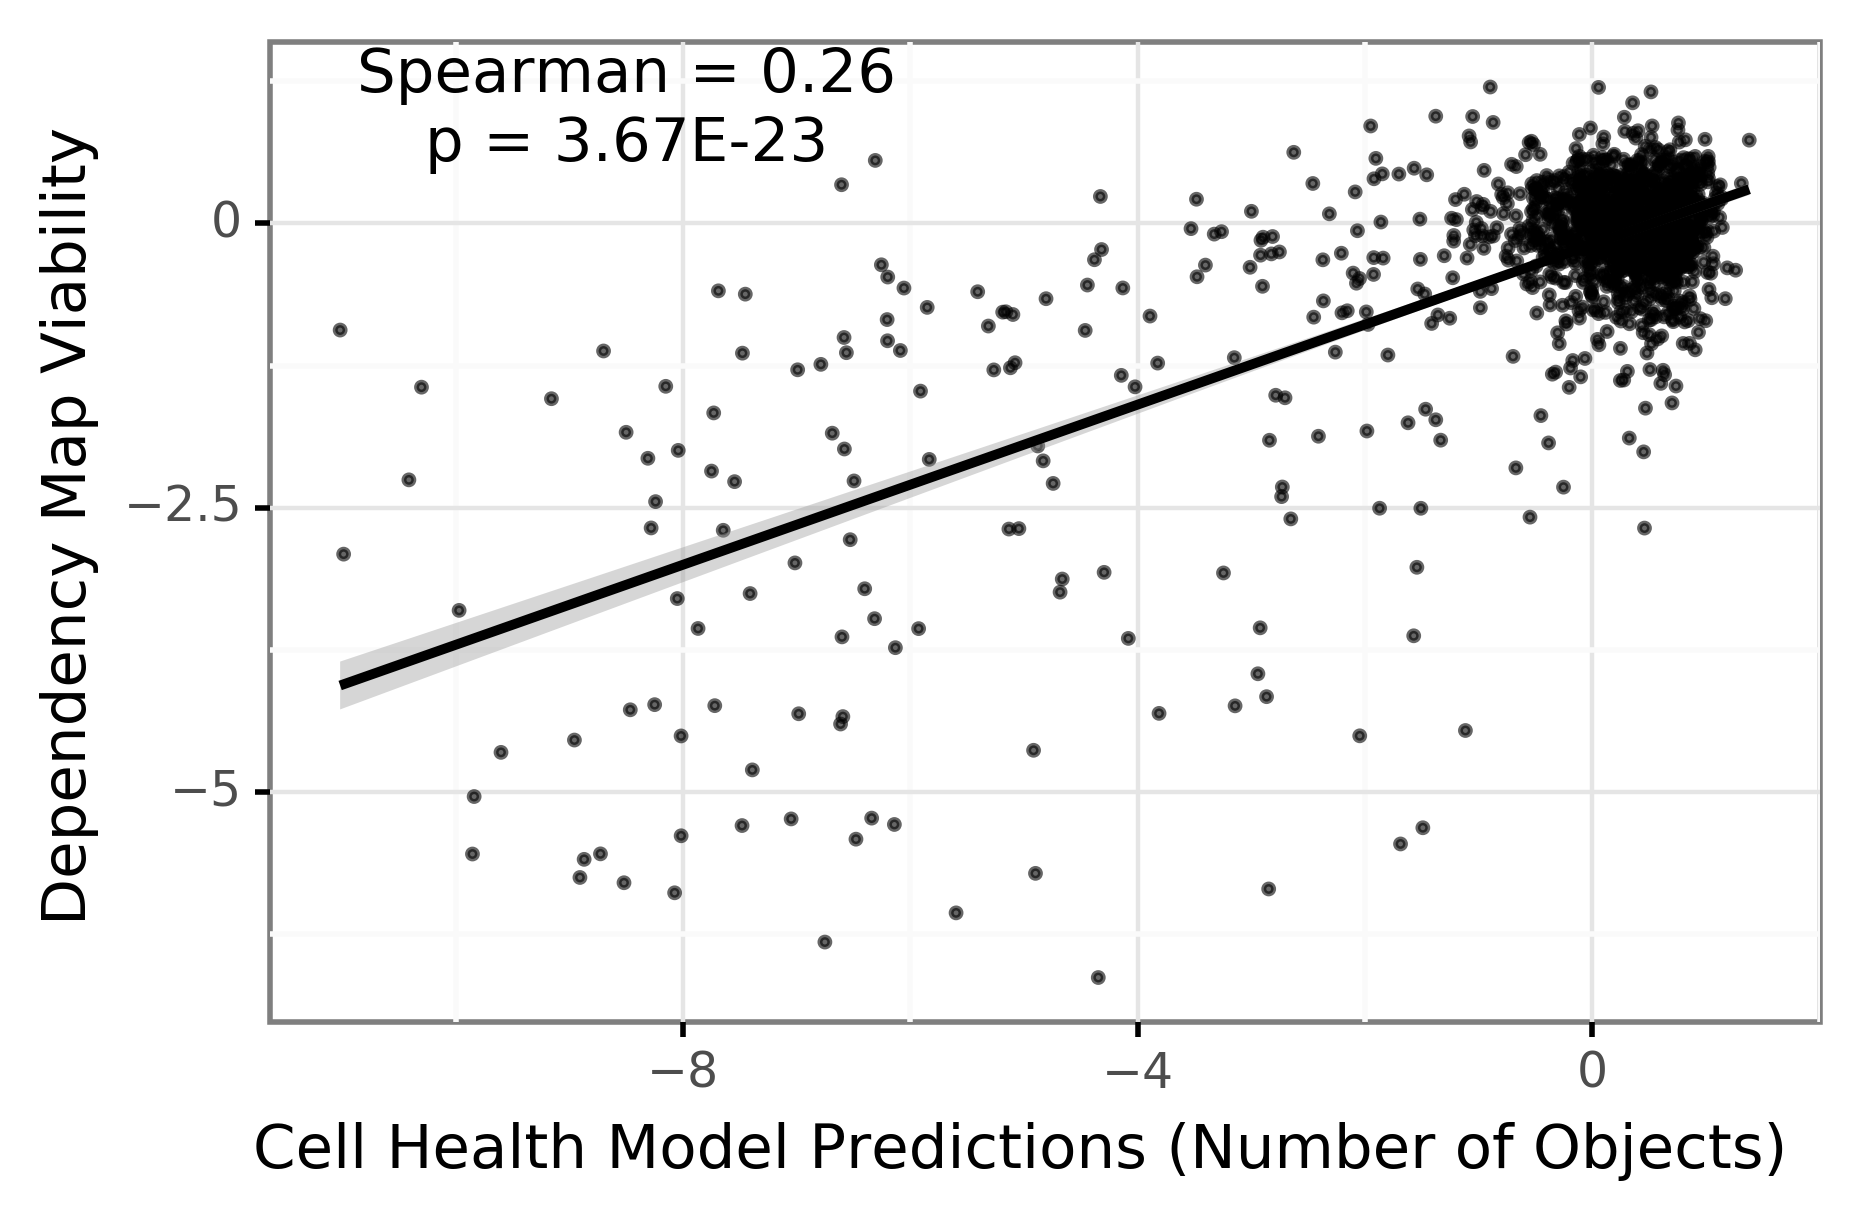 Spearman = 0.26
p = 3.67E-23
Dependency Map Viability
0
−2.5
−5
−8
−4
0
Cell Health Model Predictions (Number of Objects)